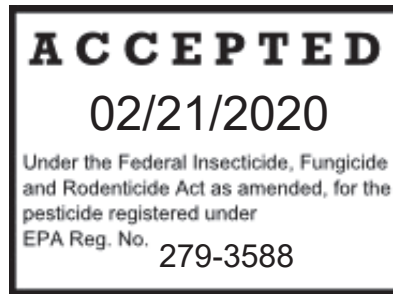 ACCEPTED
02/21/2020
Under the Federal Insecticide, Fungicide
and Rodenticide Act as amended, for the
pesticide registered under
EPA Reg. No. 279-3588